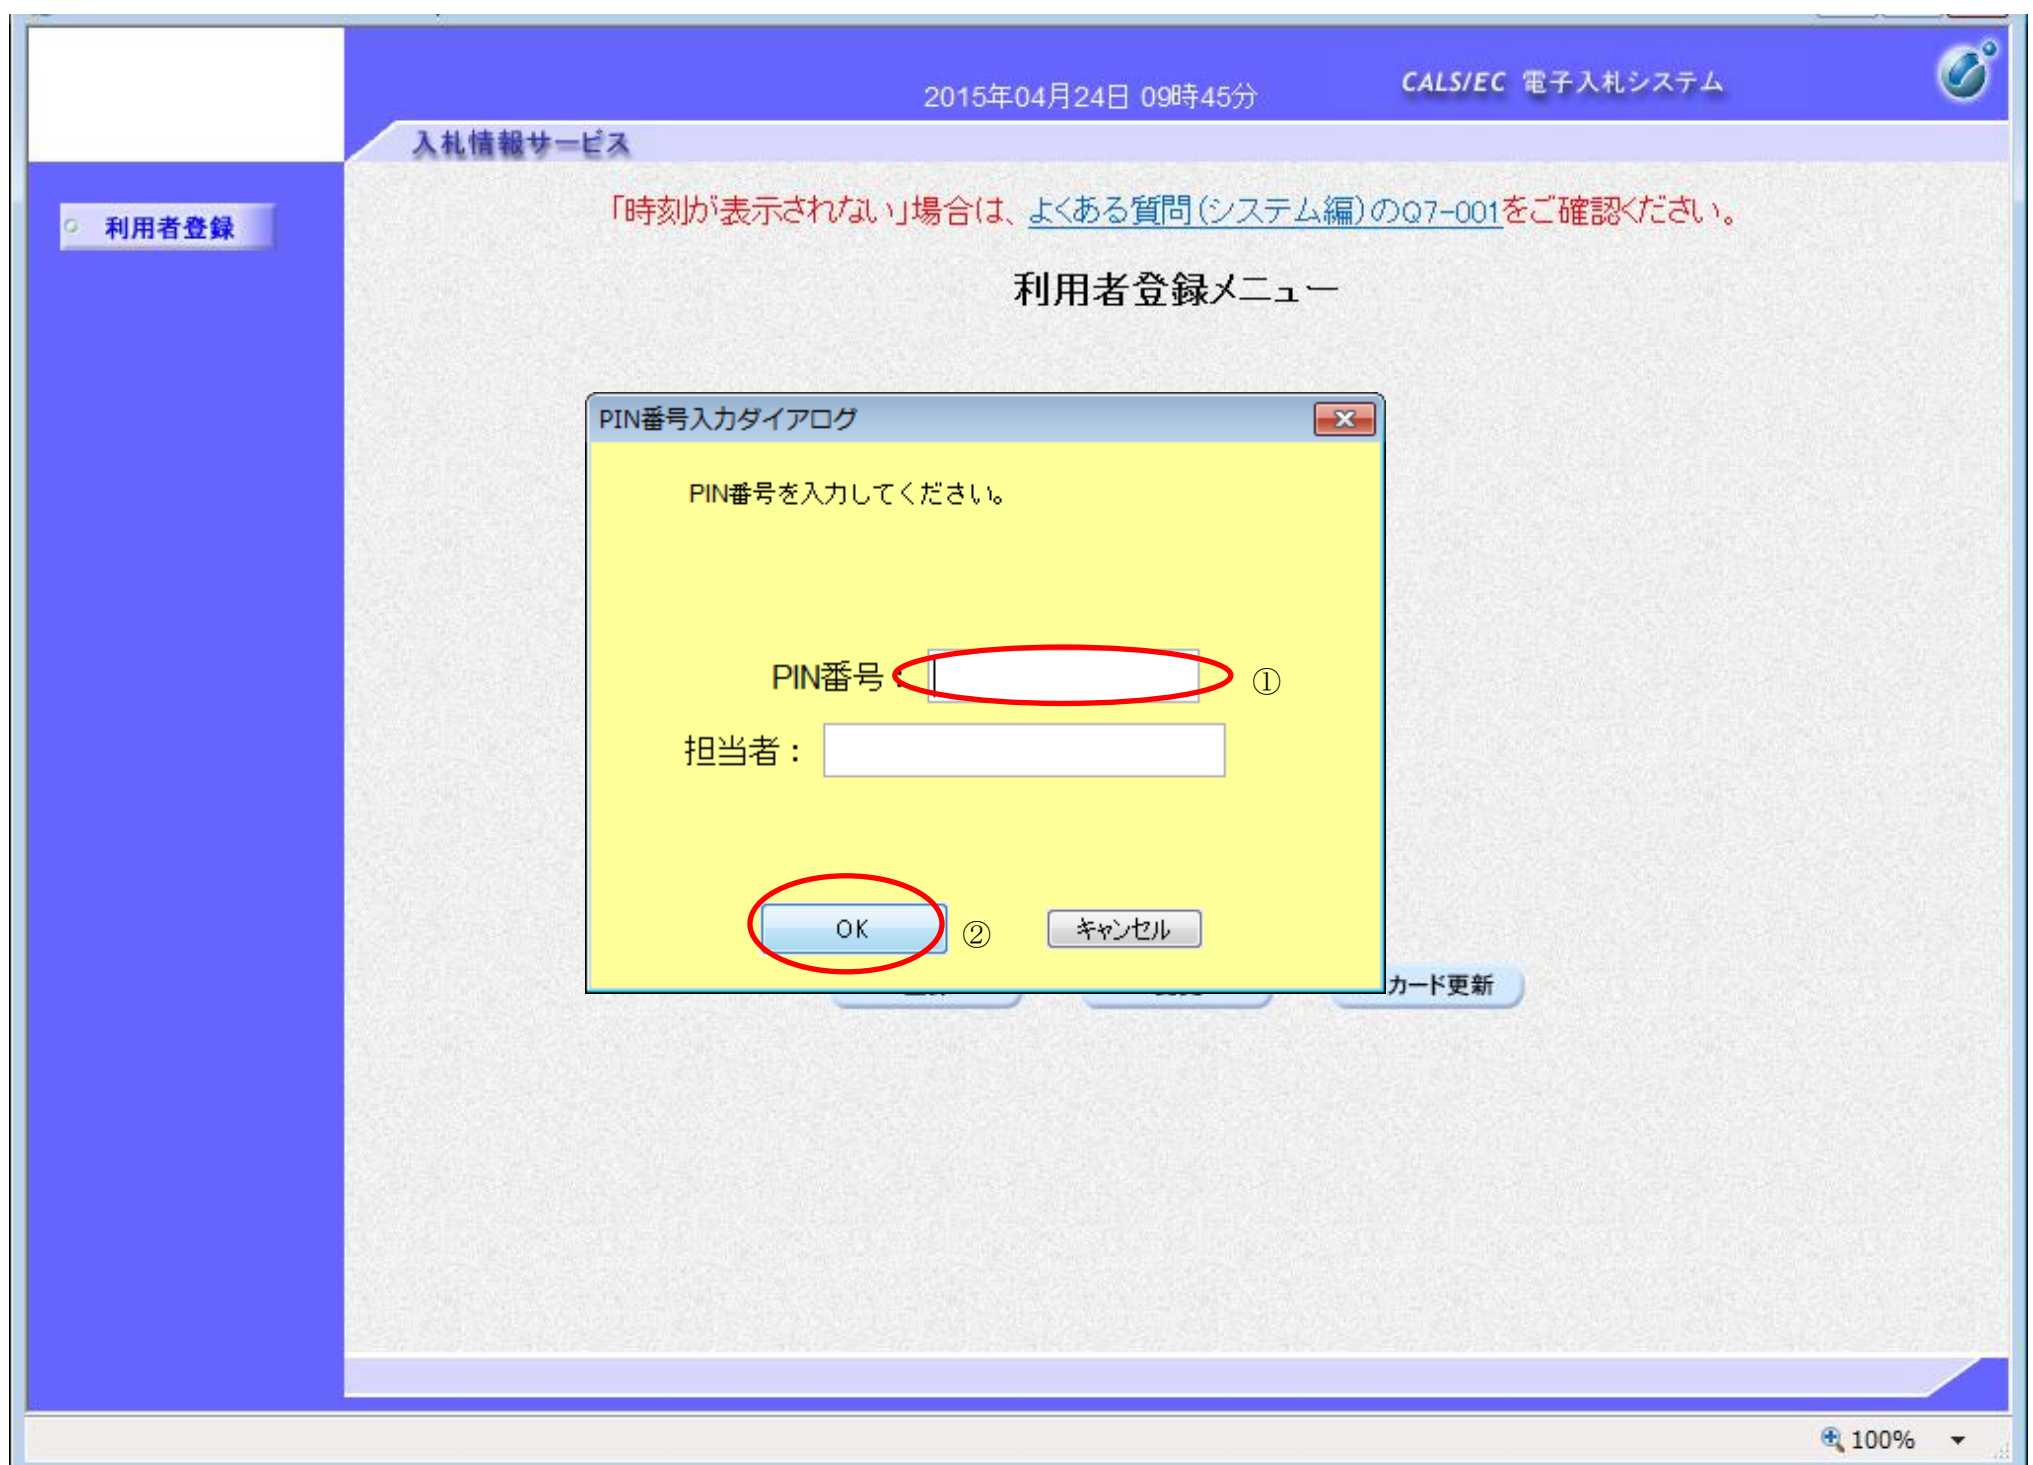 2015年04月24日 09時45分
CALS/EC 電子入札システム
入札情報サービス
利用者登録
「時刻が表示されない」場合は、よくある質問(システム編)のQ7-001をご確認ください。
利用者登録メニュー
PIN番号入力ダイアログ
PIN番号を入力してください。
PIN番号：
①
担当者：
OK
②
キャンセル
カード更新
100%